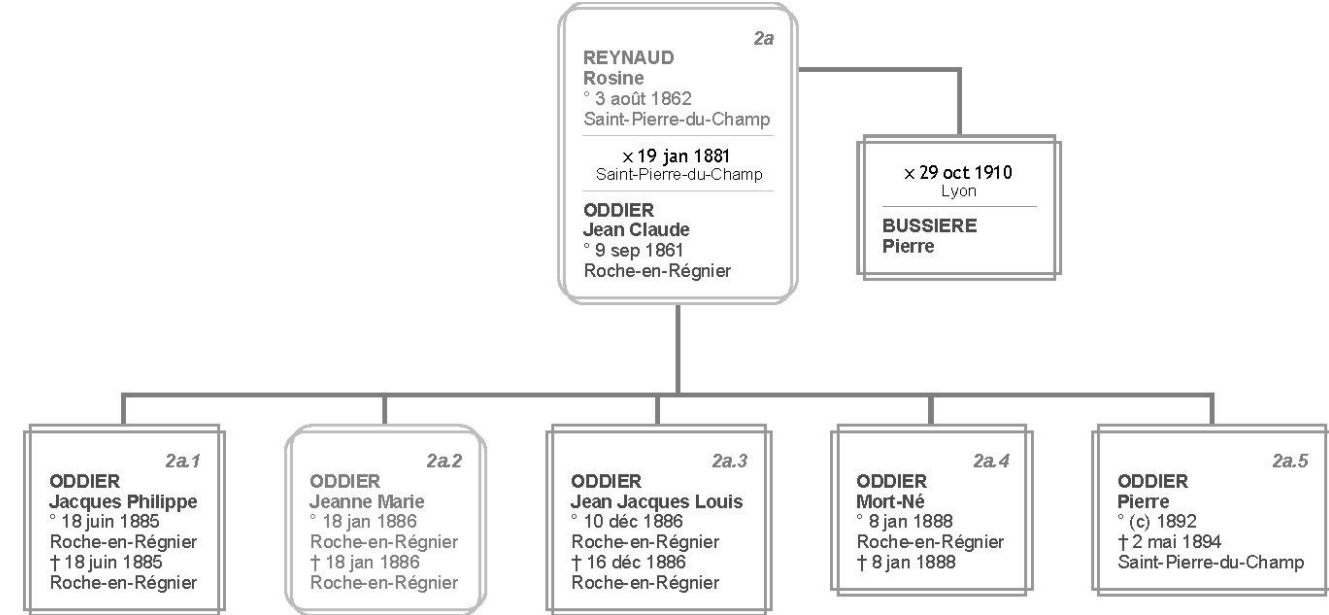 2a
REYNAUD
Rosine
° 3 août 1862
Saint-Pierre-du-Champ
x 19 jan 1881
Saint-Pierre-du-Champ
ODDIER
Jean Claude
° 9 sep 1861
Roche-en-Régnier
x 29 oct 1910
Lyon
BUSSIERE
Pierre
2a.1
ODDIER
Jacques Philippe
° 18 juin 1885
Roche-en-Régnier
† 18 juin 1885
Roche-en-Régnier
2a.2
ODDIER
Jeanne Marie
° 18 jan 1886
Roche-en-Régnier
† 18 jan 1886
Roche-en-Régnier
2a.3
ODDIER
Jean Jacques Louis
° 10 déc 1886
Roche-en-Régnier
† 16 déc 1886
Roche-en-Régnier
2a.4
ODDIER
Mort-Né
° 8 jan 1888
Roche-en-Régnier
† 8 jan 1888
2a.5
ODDIER
Pierre
° (c) 1892
† 2 mai 1894
Saint-Pierre-du-Champ